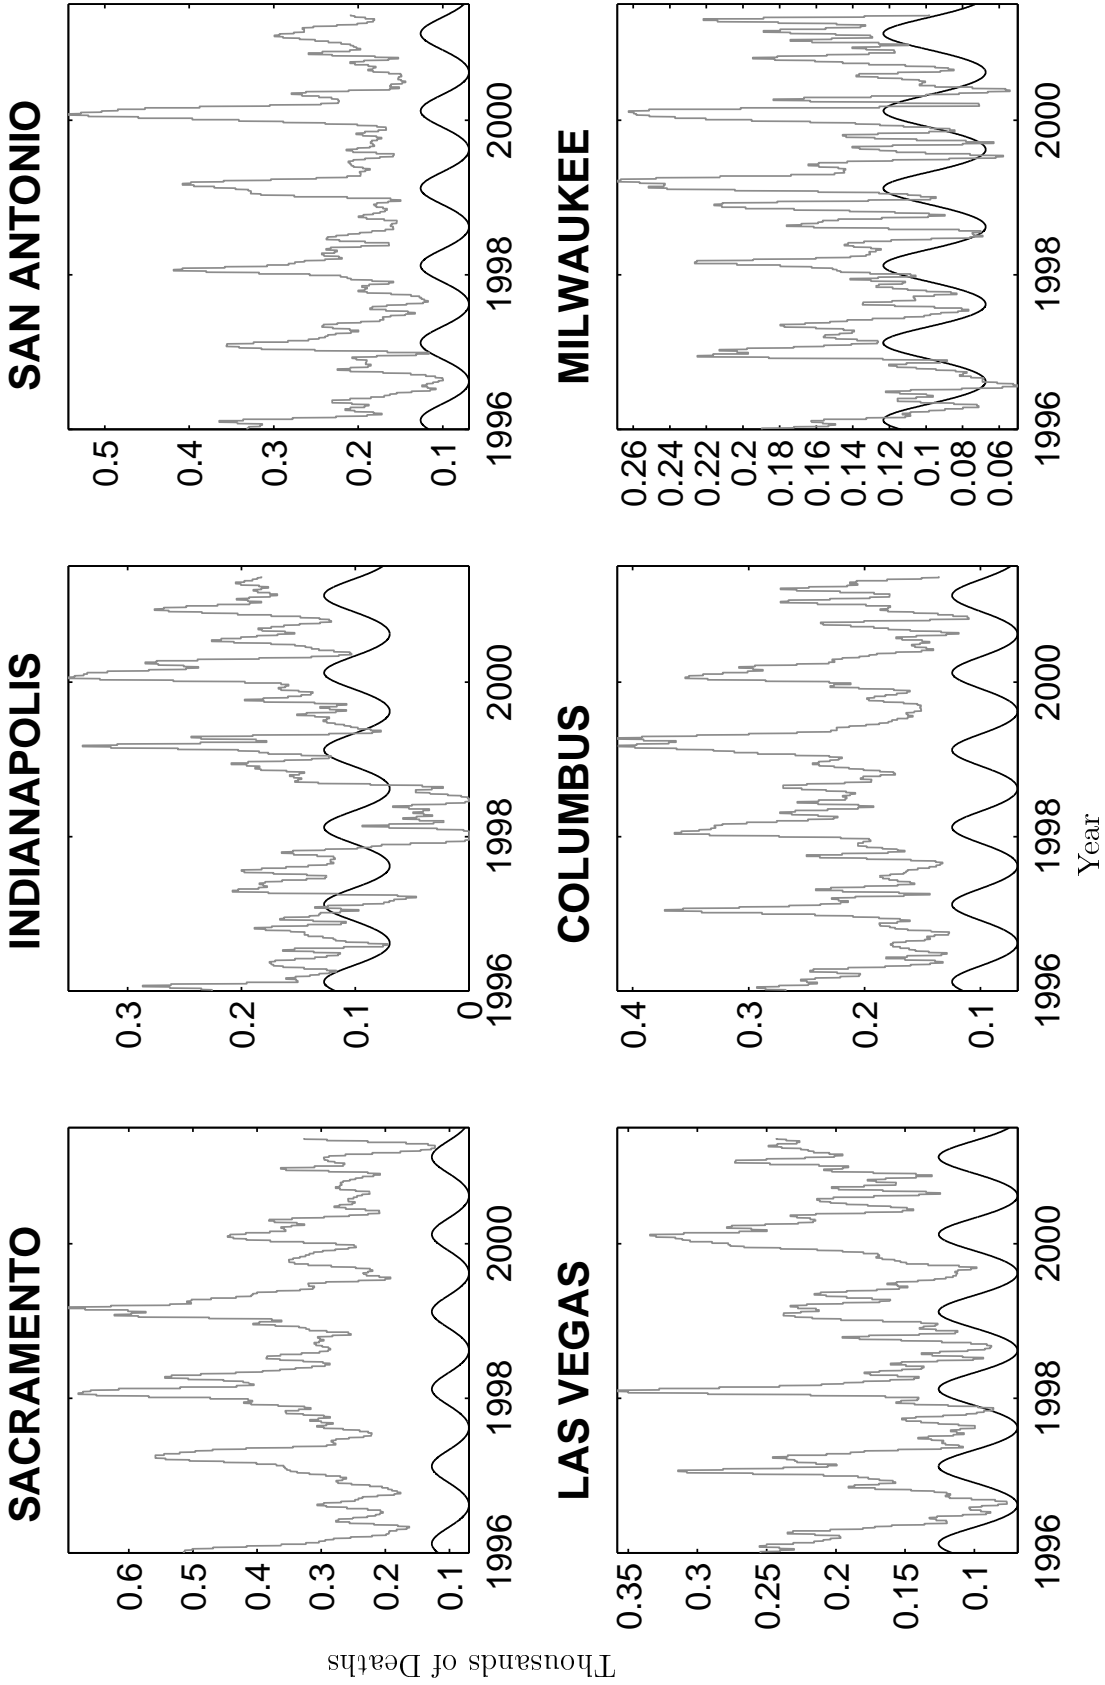 SACRAMENTO
0.6
0.5
0.4
0.3
0.2
0.1
1996 1998 2000
INDIANAPOLIS
0.3
0.2
0.1
0
1996 1998 2000
SAN ANTONIO
0.5
0.4
0.3
0.2
0.1
1996 1998 2000
Thousands of Deaths
LAS VEGAS
0.35
0.3
0.25
0.2
0.15
0.1
1996 1998 2000
COLUMBUS
0.4
0.3
0.2
0.1
1996 1998 2000
MILWAUKEE
0.26
0.24
0.22
0.2
0.18
0.16
0.14
0.12
0.1
0.08
0.06
1996 1998 2000
Year